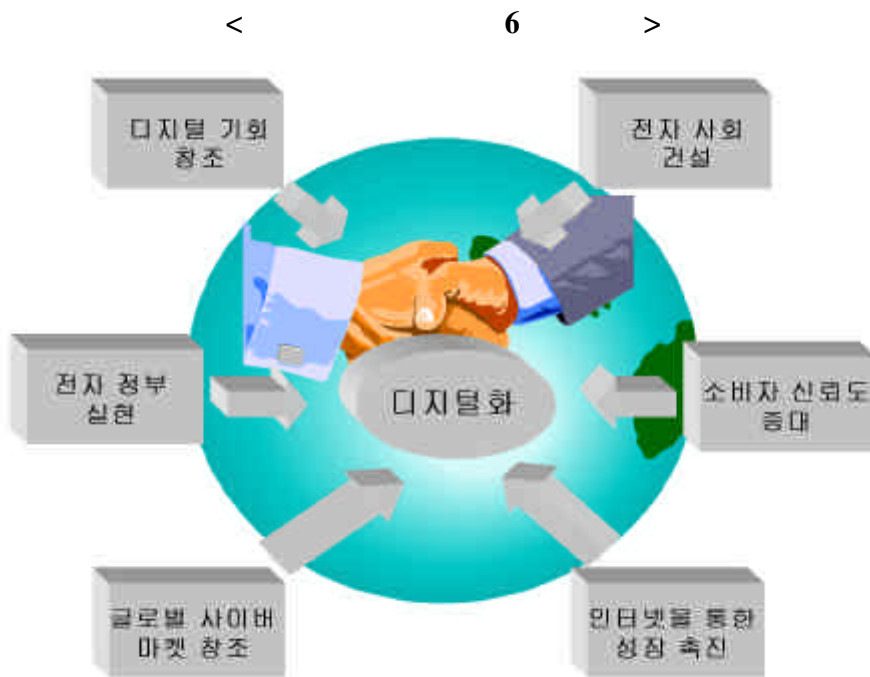 < 6 >
디지털 기회
창조
전자 사회
건설
전자 정부
실현
디지털화
소비자 신뢰도
증대
글로벌 사이버
마켓 창조
인터넷을 통한
성장 촉진